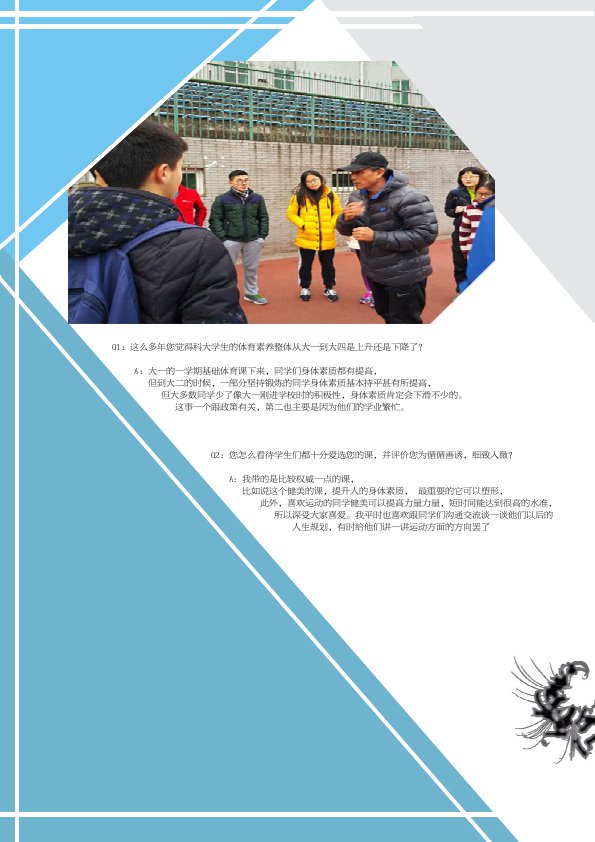 01：这么多年您觉得科大学生的体育素养整体从大一到大四是上升还是下降了？
A：大一的一学期基础体育课下来，同学们身体素质都有提高，
但到大二的时候，一部分坚持锻炼的同学身体素质基本持平甚有所提高，
但大多数同学少了像大一刚进学校时的积极性，身体素质肯定会下滑不少的。
这事一个跟政策有关，第二也主要是因为他们的学业繁忙。
02：您怎么看待学生们都十分爱选您的课，并评价您为循循善诱，细致入微？
A：我带的是比较权威一点的课，
比如说这个健美的课，提升人的身体素质， 最重要的它可以塑形，
此外，喜欢运动的同学健美可以提高力量力量，短时间能达到很高的水准，
所以深受大家喜爱。我平时也喜欢跟同学们沟通交流谈一谈他们以后的
人生规划，有时给他们讲一讲运动方面的方向罢了